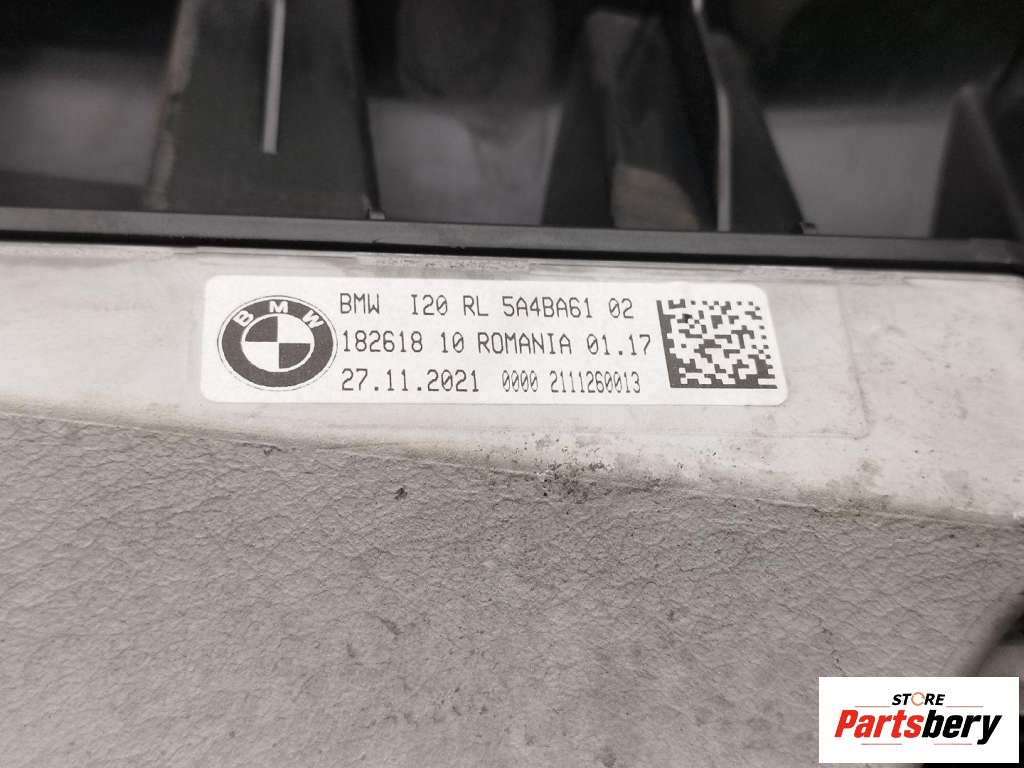 BMW
BMW I20 RL 5A4BA61 02
182618 10 ROMANIA 01.17
27.11.2021 0000 2111260013
STORE
Partsbery